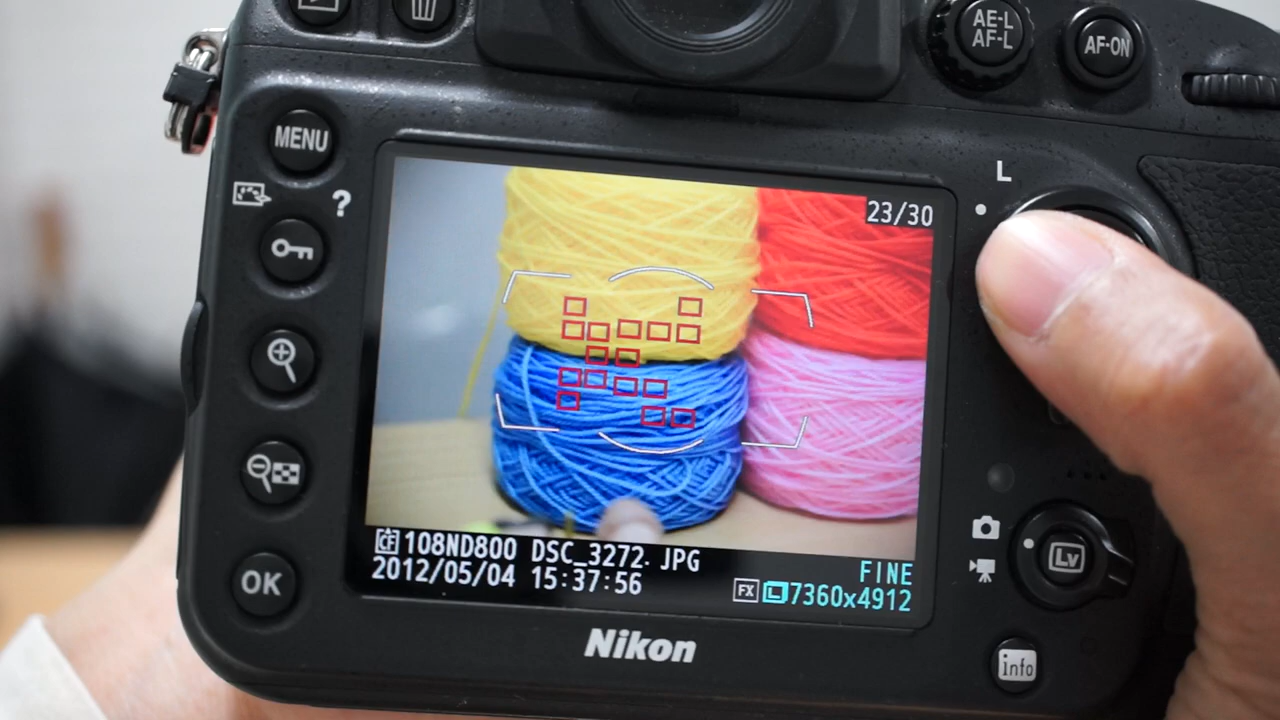 AE-L
AF-L
AF-ON
MENU
?
L
23/30
108ND800 DSC_3272.JPG
2012/05/04 15:37:56
FINE
FX L 7360x4912
CF
OK
Lv
Nikon
info